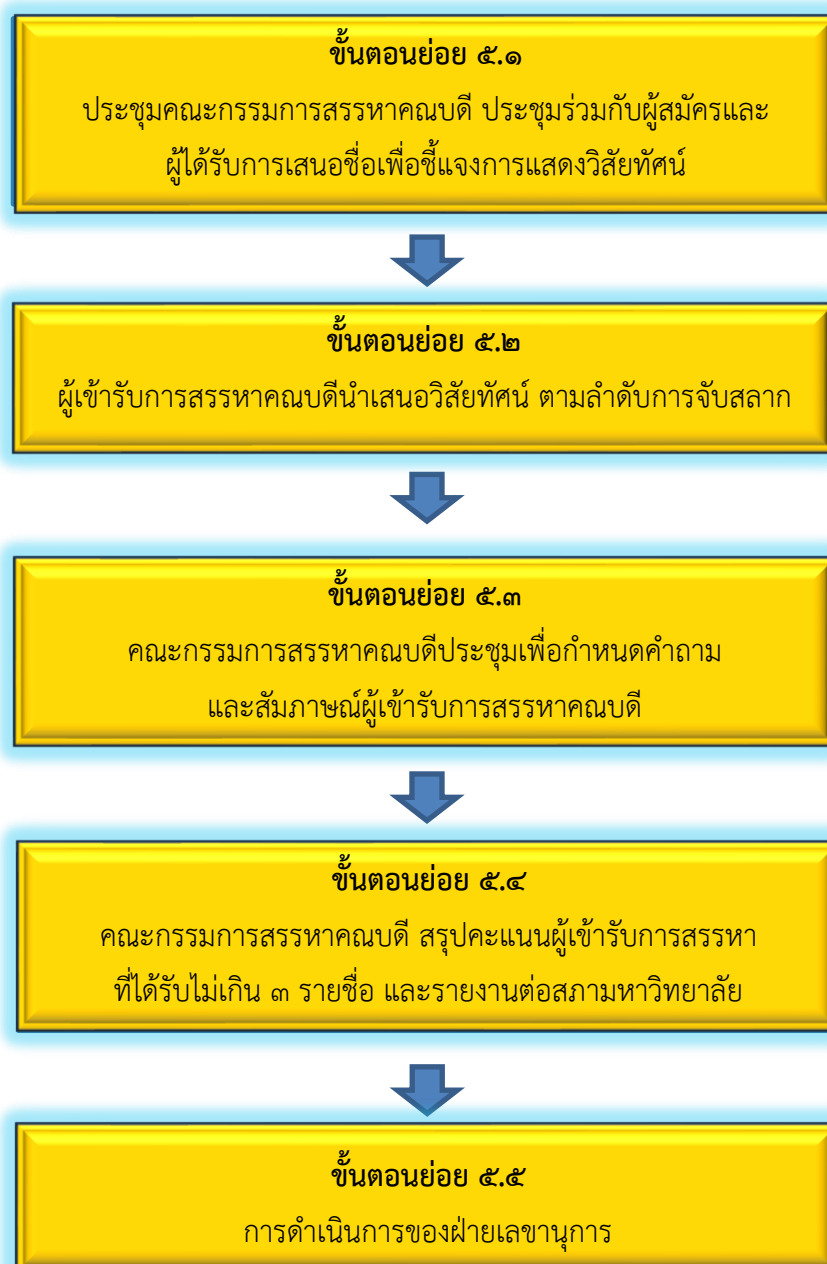 ขั้นตอนย่อย ๕.๑
ประชุมคณะกรรมการสรรหาคณบดี ประชุมร่วมกับผู้สมัครและ
ผู้ได้รับการเสนอชื่อเพื่อชี้แจงการแสดงวิสัยทัศน์
ขั้นตอนย่อย ๕.๒
ผู้เข้ารับการสรรหาคณบดีนำเสนอวิสัยทัศน์ ตามลำดับการจับสลาก
ขั้นตอนย่อย ๕.๓
คณะกรรมการสรรหาคณบดีประชุมเพื่อกำหนดคำถาม
และสัมภาษณ์ผู้เข้ารับการสรรหาคณบดี
ขั้นตอนย่อย ๕.๔
คณะกรรมการสรรหาคณบดี สรุปคะแนนผู้เข้ารับการสรรหา
ที่ได้รับไม่เกิน ๓ รายชื่อ และรายงานต่อสภามหาวิทยาลัย
ขั้นตอนย่อย ๕.๕
การดำเนินการของฝ่ายเลขานุการ